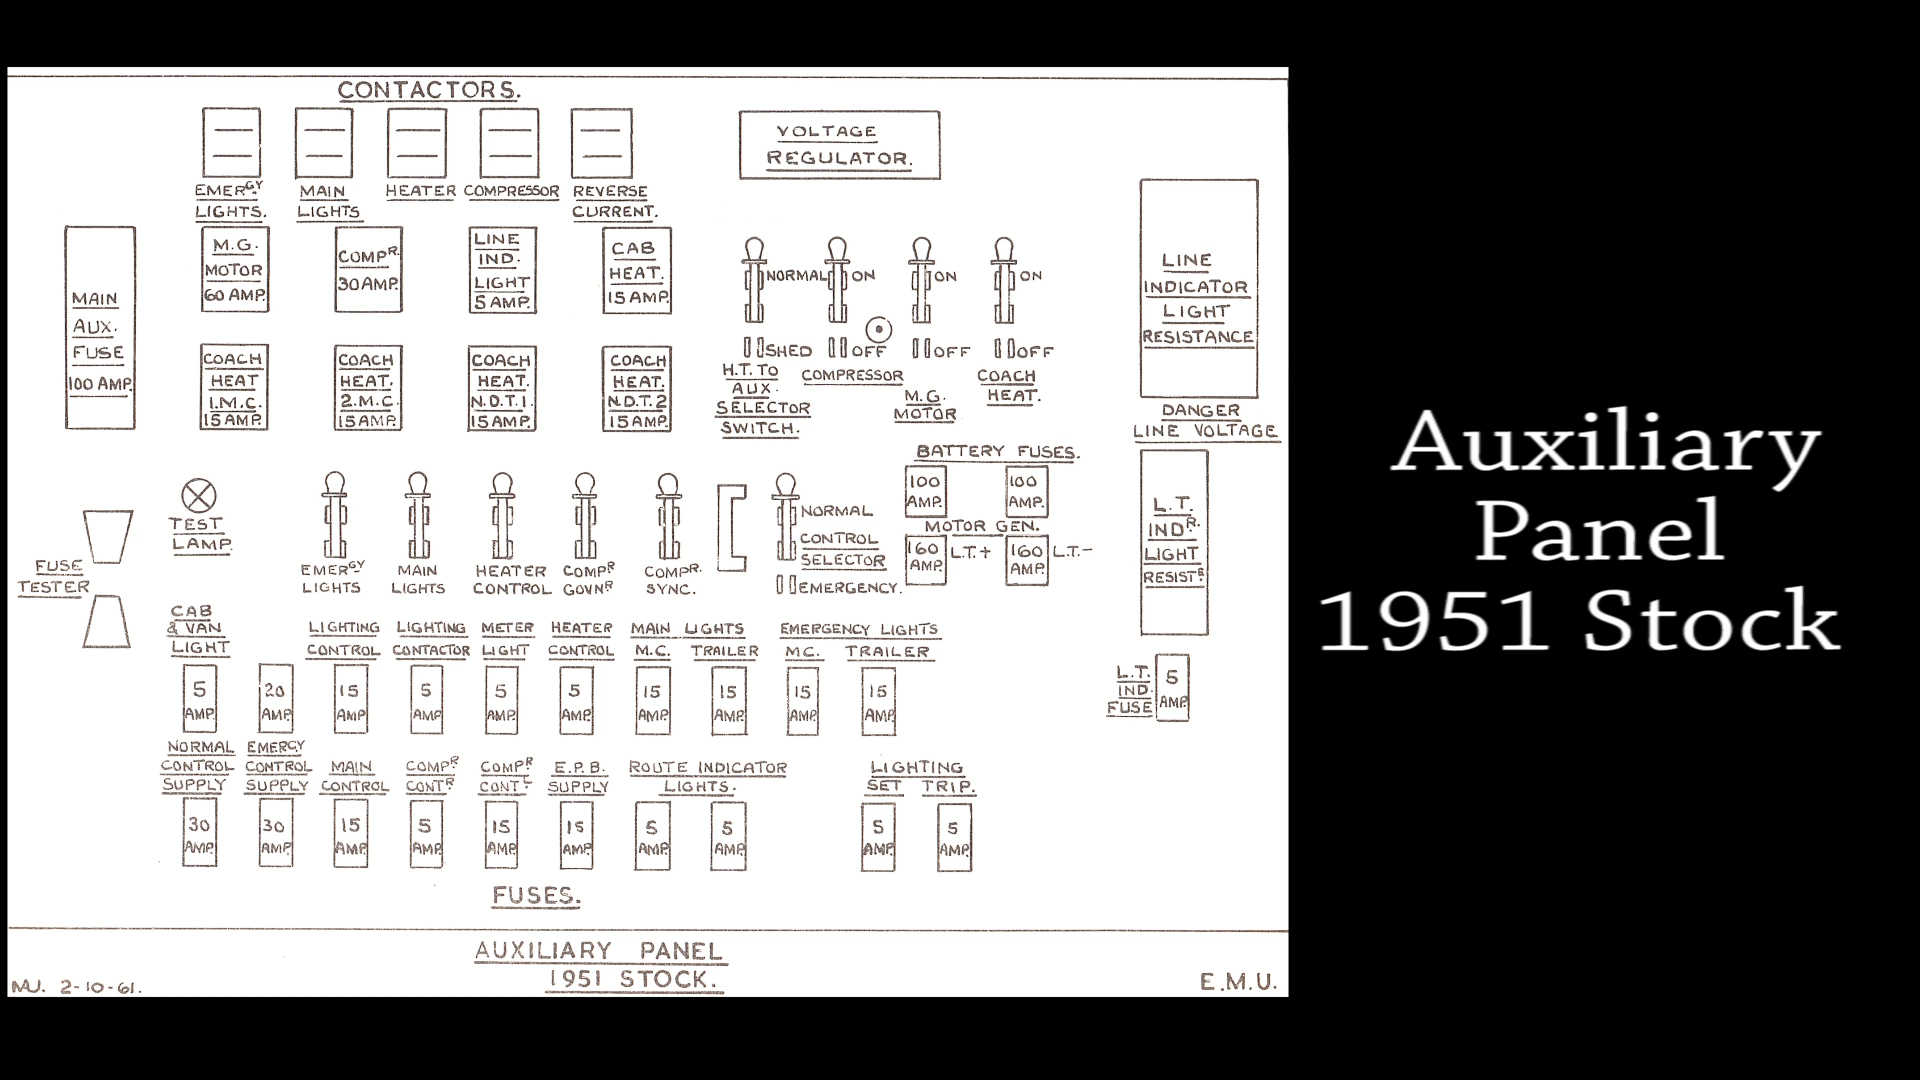 CONTACTORS.
EMERGY LIGHTS.
MAIN LIGHTS
HEATER
COMPRESSOR
REVERSE CURRENT.
VOLTAGE
REGULATOR.
MAIN
AUX.
FUSE
100 AMP.
M.G.
MOTOR
60 AMP.
COMPR.
30 AMP.
LINE
IND.
LIGHT
5 AMP.
CAB
HEAT.
15 AMP.
COACH
HEAT
1.M.C.
15 AMP.
COACH
HEAT.
2.M.C.
15 AMP.
COACH
HEAT.
N.D.T.1.
15 AMP.
COACH
HEAT.
N.D.T.2
15 AMP.
NORMAL
ON
ON
ON
SHED
OFF
OFF
OFF
H.T. TO
AUX.
SELECTOR
SWITCH.
COMPRESSOR
M.G.
MOTOR
COACH
HEAT.
LINE
INDICATOR
LIGHT
RESISTANCE
DANGER
LINE VOLTAGE
L.T.
INDR.
LIGHT
RESISTE
L.T.
IND.
FUSE
5
AMP.
BATTERY FUSES.
100
AMP.
100
AMP.
MOTOR GEN.
160
AMP.
L.T.+
160
AMP.
L.T.-
FUSE
TESTER
TEST
LAMP.
EMERGY
LIGHTS
MAIN
LIGHTS
HEATER
CONTROL
COMPR
GOVNR
COMPR.
SYNC.
NORMAL
CONTROL
SELECTOR
EMERGENCY.
CAB
& VAN
LIGHT
LIGHTING
CONTROL
LIGHTING
CONTACTOR
METER
LIGHT
HEATER
CONTROL
MAIN LIGHTS
M.C. TRAILER
EMERGENCY LIGHTS
M.C. TRAILER
5
AMP.
20
AMP.
15
AMP
5
AMP.
5
AMP.
5
AMP.
15
AMP.
15
AMP.
15
AMP.
15
AMP.
NORMAL
CONTROL
SUPPLY
EMERGY
CONTROL
SUPPLY
MAIN
CONTROL
COMPR
CONTR
COMPR
CONTL
E.P.B.
SUPPLY
ROUTE INDICATOR
LIGHTS.
LIGHTING
SET TRIP.
30
AMP.
30
AMP.
15
AMP.
5
AMP.
15
AMP.
15
AMP.
5
AMP.
5
AMP.
5
AMP.
5
AMP.
FUSES.
AUXILIARY PANEL
1951 STOCK.
MJ. 2-10-61.
E.M.U.
Auxiliary
Panel
1951 Stock